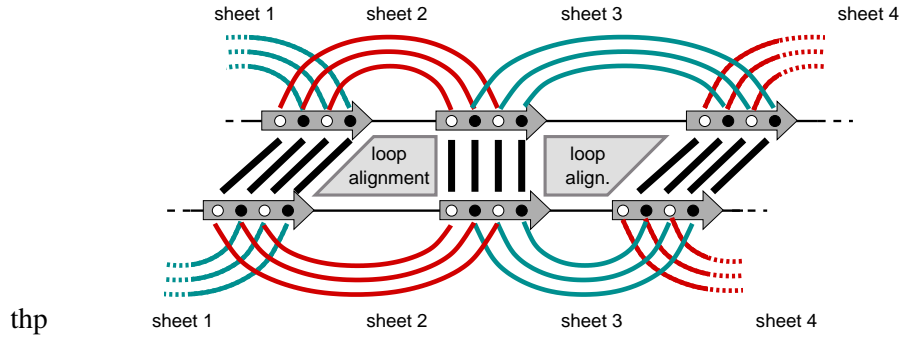 sheet 1 sheet 2 sheet 3 sheet 4
loop alignment
loop align.
thp
sheet 1 sheet 2 sheet 3 sheet 4